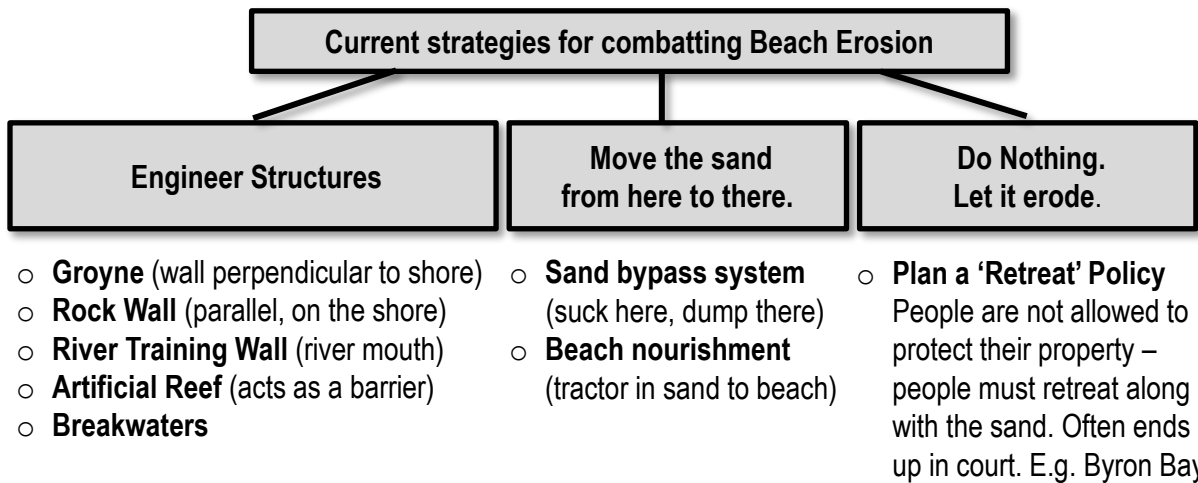 Current strategies for combatting Beach Erosion
Engineer Structures
Move the sand
from here to there.
Do Nothing.
Let it erode.
o Groyne (wall perpendicular to shore)
o Rock Wall (parallel, on the shore)
o River Training Wall (river mouth)
o Artificial Reef (acts as a barrier)
o Breakwaters
o Sand bypass system
(suck here, dump there)
o Beach nourishment
(tractor in sand to beach)
o Plan a ‘Retreat’ Policy
People are not allowed to
protect their property –
people must retreat along
with the sand. Often ends
up in court. E.g. Byron Bay